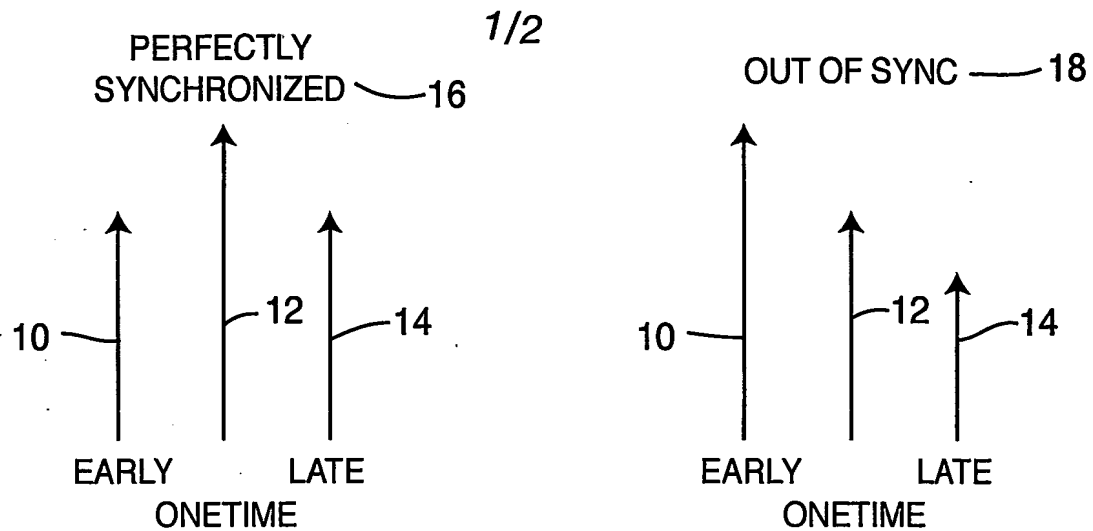 1/2
PERFECTLY
SYNCHRONIZED 16
OUT OF SYNC 18
10 12 14
10 12 14
EARLY LATE
ONETIME
EARLY LATE
ONETIME